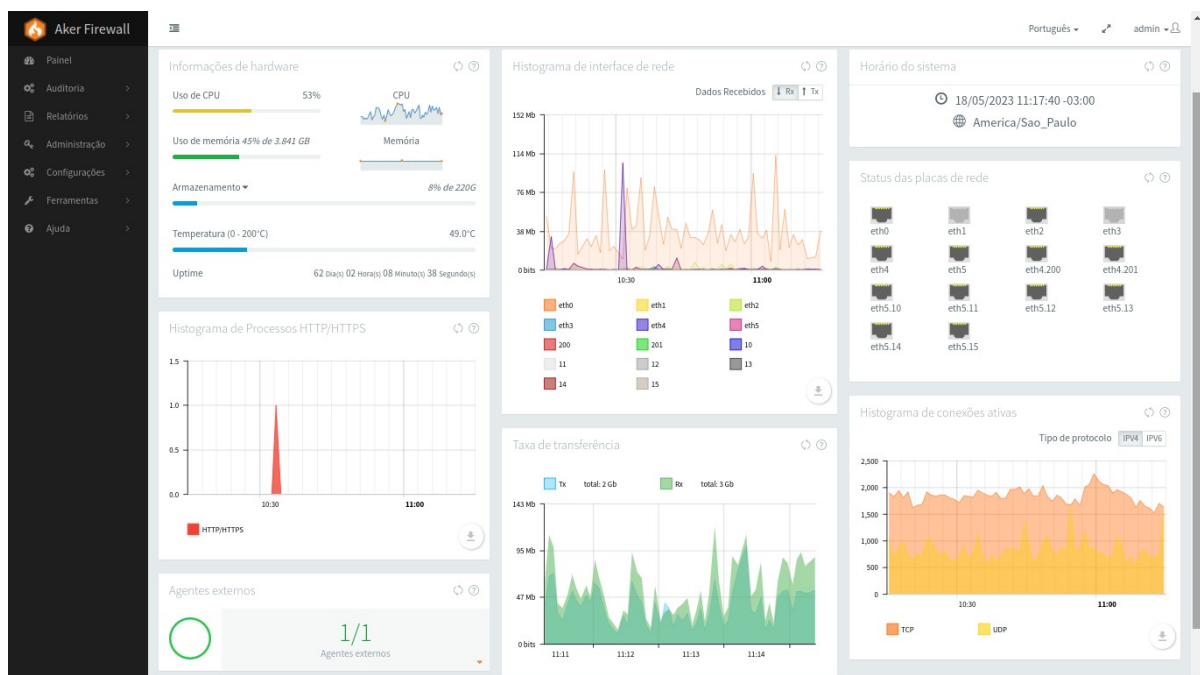 Aker Firewall
Português
admin
Painel
Auditoria
Relatórios
Administração
Configurações
Ferramentas
Ajuda
Informações de hardware
Uso de CPU 53%
CPU
Uso de memória 45% de 3.841 GB
Memória
Armazenamento 8% de 220G
Temperatura (0 - 200°C) 49.0°C
Uptime 62 Dia(s) 02 Hora(s) 08 Minuto(s) 38 Segundo(s)
Histograma de Processos HTTP/HTTPS
1.5
1.0
0.5
0.0
10:30 11:00
HTTP/HTTPS
Agentes externos
1/1
Agentes externos
Histograma de interface de rede
Dados Recebidos Rx Tx
152 Mb
114 Mb
76 Mb
38 Mb
0 bits
10:30 11:00
eth0 eth1 eth2
eth3 eth4 eth5
200 201 10
11 12 13
14 15
Taxa de transferência
Tx total: 2 Gb Rx total: 3 Gb
143 Mb
95 Mb
47 Mb
0 bits
11:11 11:12 11:13 11:14
Horário do sistema
18/05/2023 11:17:40 -03:00
America/Sao_Paulo
Status das placas de rede
eth0 eth1 eth2 eth3
eth4 eth5 eth4.200 eth4.201
eth5.10 eth5.11 eth5.12 eth5.13
eth5.14 eth5.15
Histograma de conexões ativas
Tipo de protocolo IPV4 IPV6
2,500
2,000
1,500
1,000
500
0
10:30 11:00
TCP UDP